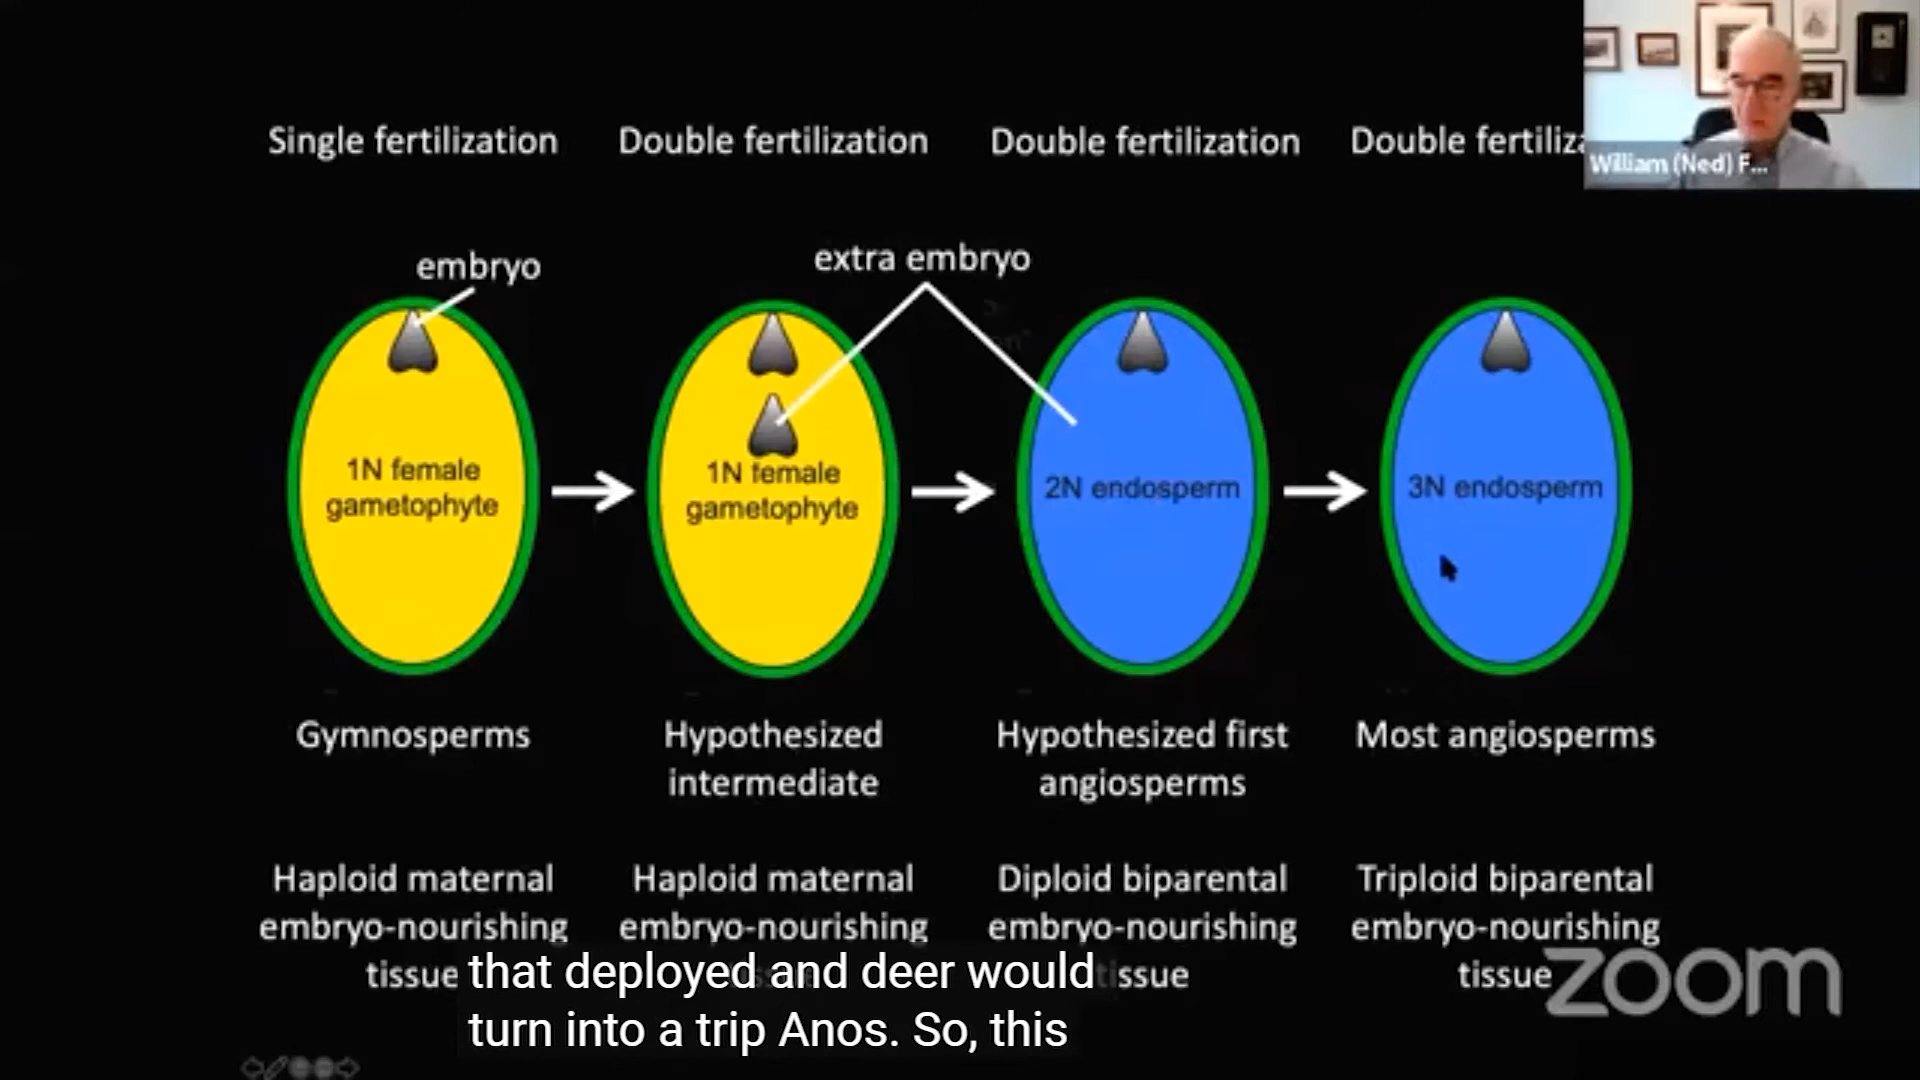 Single fertilization
Double fertilization
Double fertilization
Double fertiliza
William (Ned) F...
embryo
extra embryo
1N female
gametophyte
1N female
gametophyte
2N endosperm
3N endosperm
Gymnosperms
Hypothesized
intermediate
Hypothesized first
angiosperms
Most angiosperms
Haploid maternal
embryo-nourishing
tissue
Haploid maternal
embryo-nourishing
Diploid biparental
embryo-nourishing
tissue
Triploid biparental
embryo-nourishing
tissue
that deployed and deer would
turn into a trip Anos. So, this
zoom